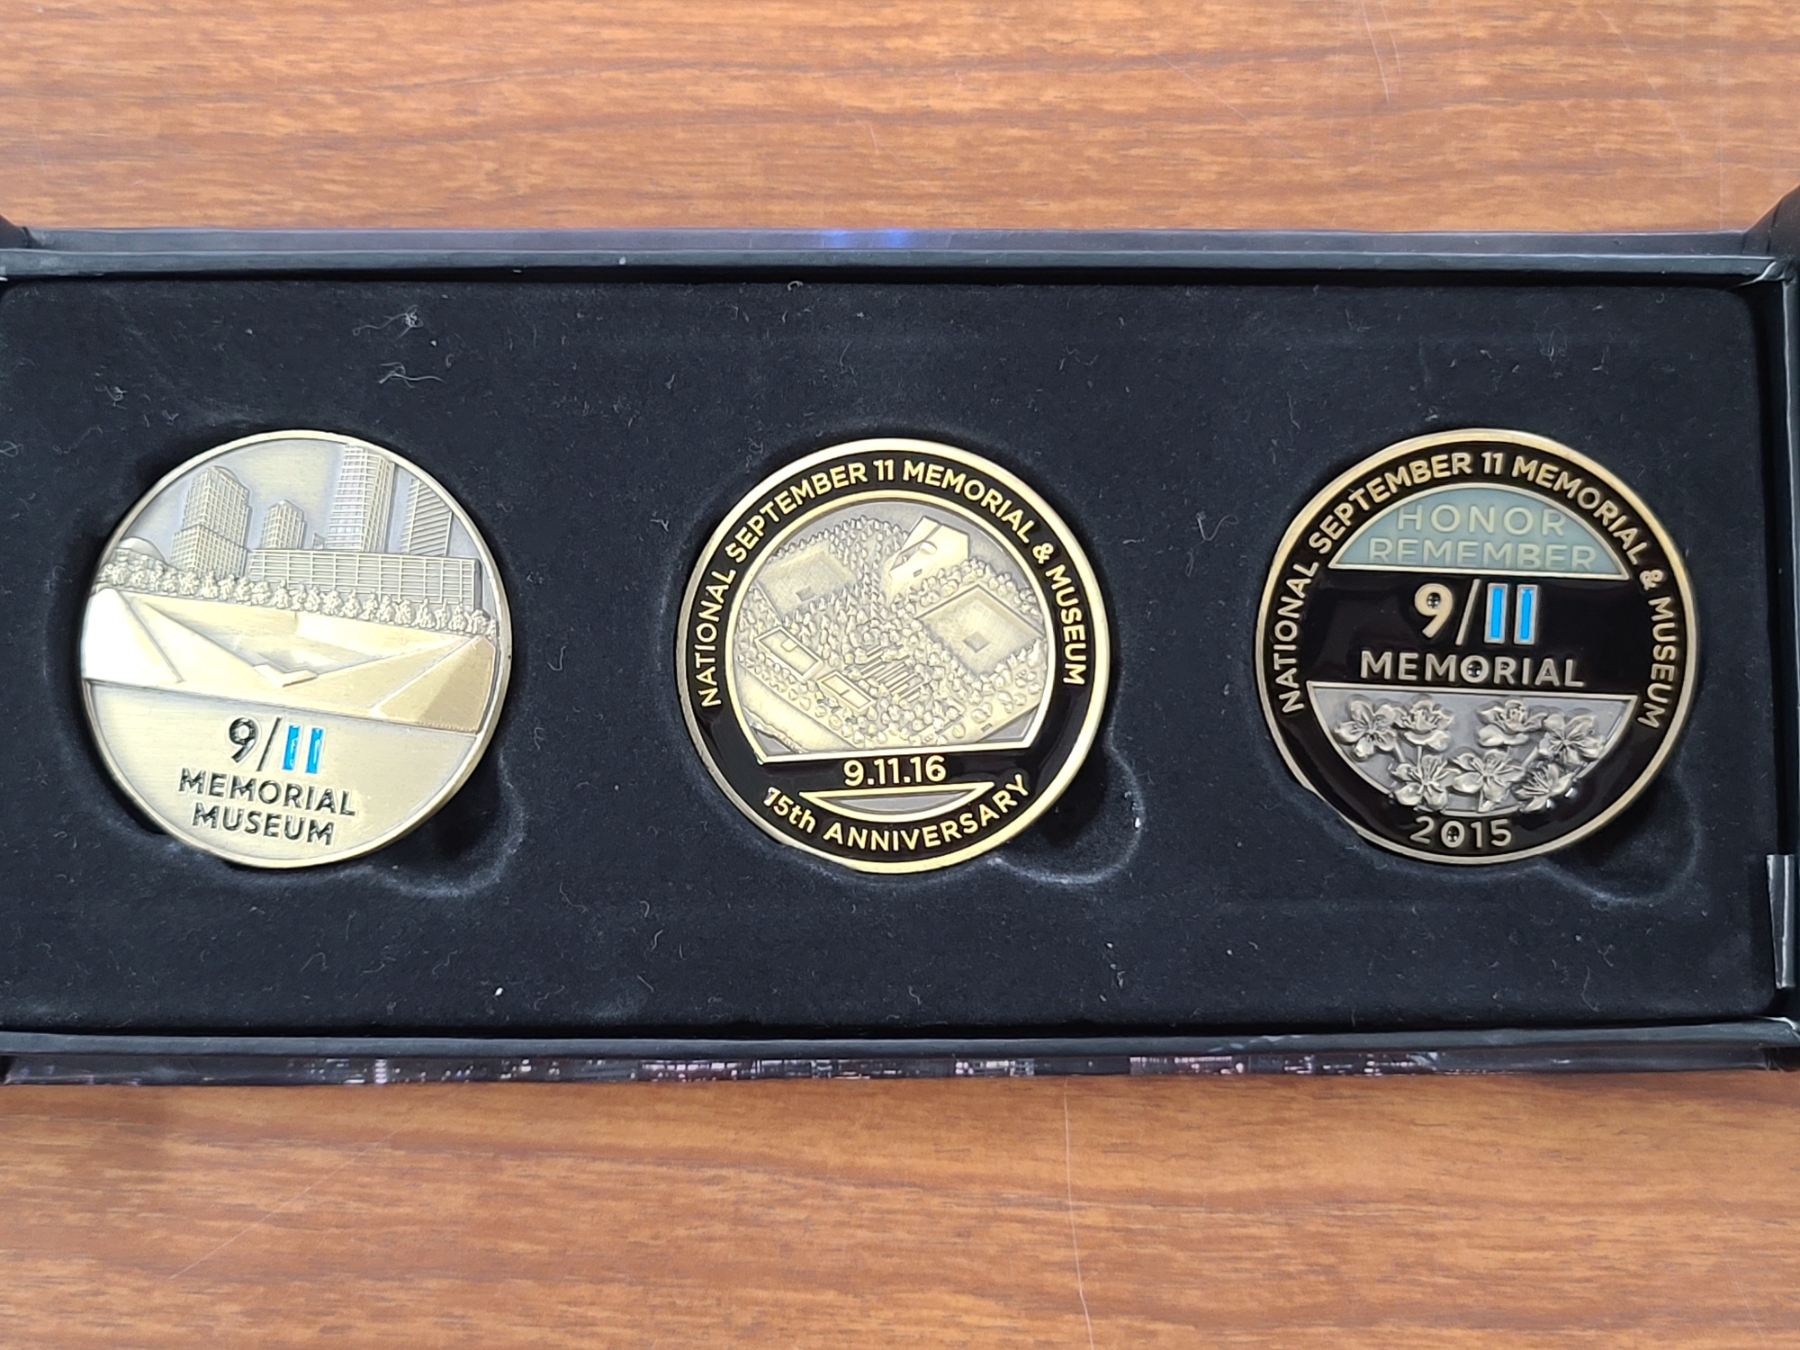 9/11
MEMORIAL
MUSEUM
NATIONAL SEPTEMBER 11 MEMORIAL & MUSEUM
9.11.16
15th ANNIVERSARY
NATIONAL SEPTEMBER 11 MEMORIAL & MUSEUM
HONOR
REMEMBER
9/11
MEMORIAL
2015